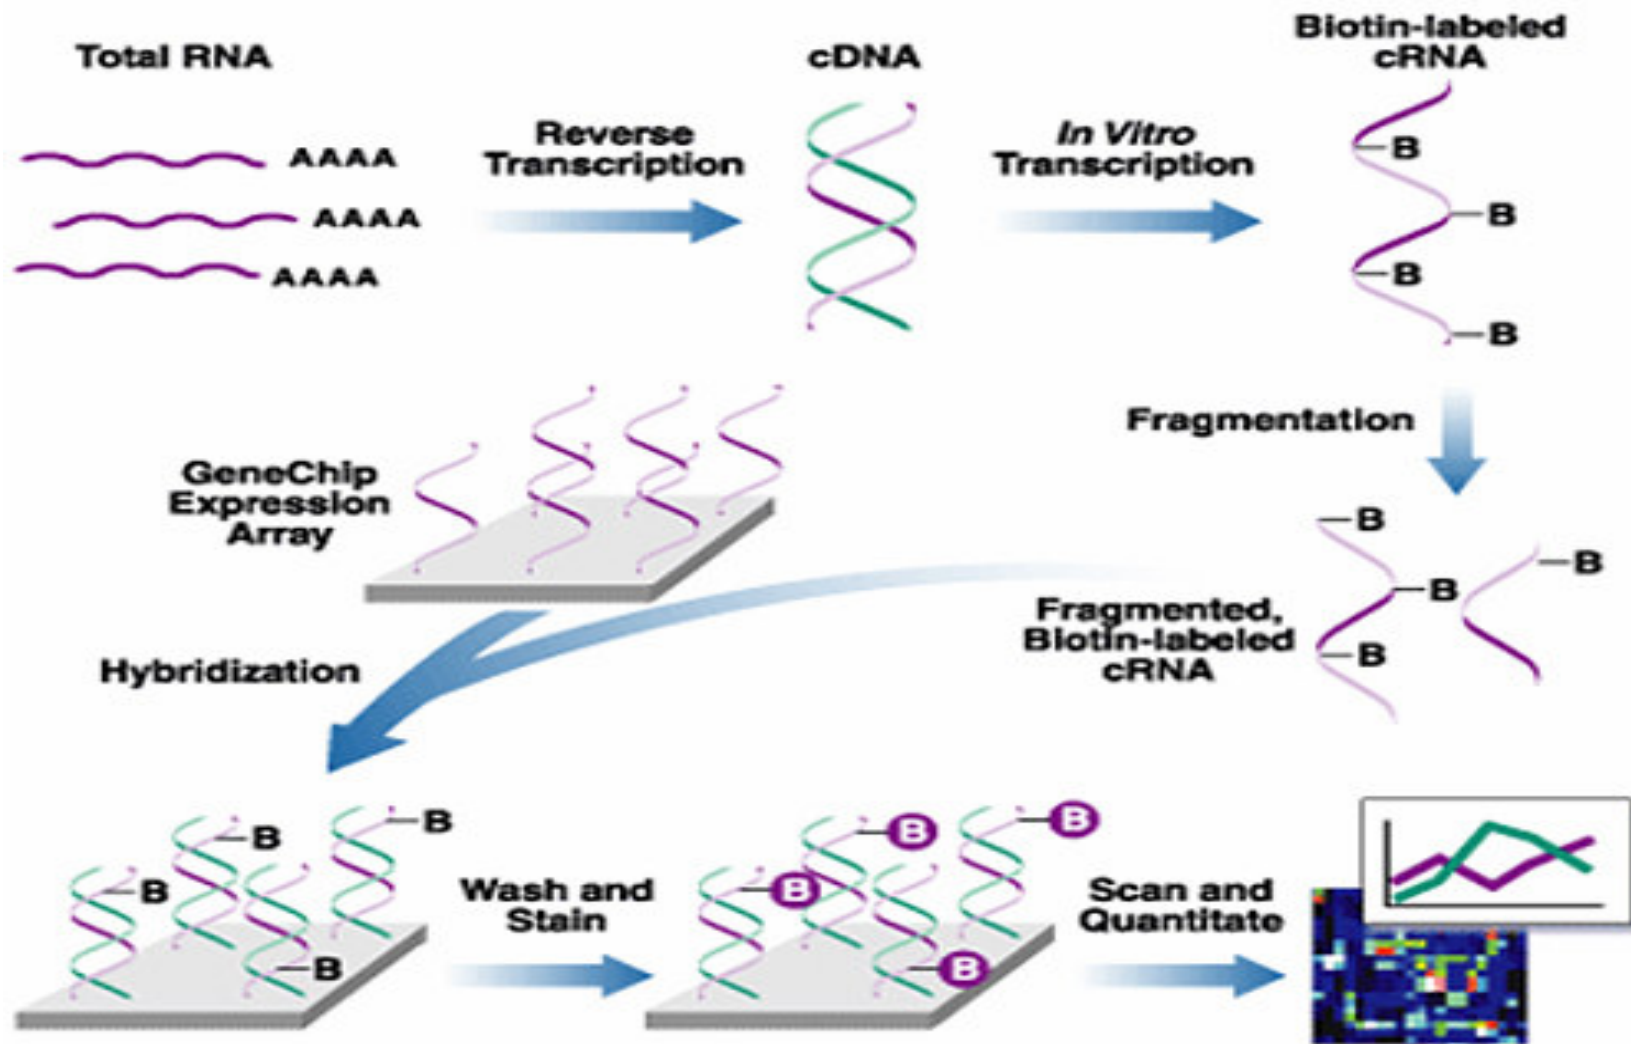 Total RNA
AAAA
AAAA
AAAA
Reverse
Transcription
cDNA
In Vitro
Transcription
Biotin-labeled
cRNA
B
B
B
B
Fragmentation
B
B
B
B
Fragmented,
Biotin-labeled
cRNA
GeneChip
Expression
Array
Hybridization
B
B
B
B
Wash and
Stain
B
B
B
B
Scan and
Quantitate